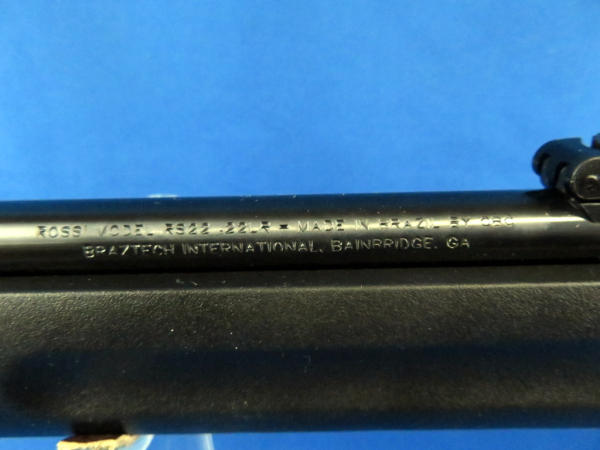 ROSSI MODEL RS22 .22LR - MADE IN BRAZIL BY CBC
BRAZTECH INTERNATIONAL, BAINBRIDGE, GA